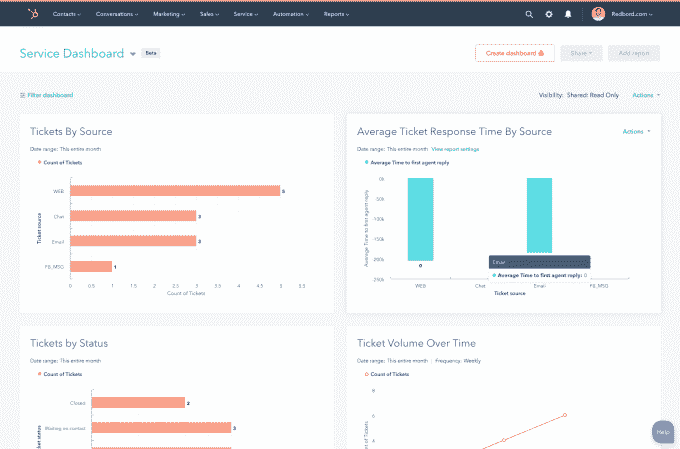 Contacts Conversations Marketing Sales Service Automation Reports Redbord.com
Service Dashboard Beta Create dashboard Share Add report
Filter dashboard Visibility: Shared: Read Only Actions
Tickets By Source
Date range: This entire month
Count of Tickets
Ticket source
WEB 5
Chat 3
Email 3
FB_MSG 1
0 0.5 1 1.5 2 2.5 3 3.5 4 4.5 5 5.5
Count of Tickets
Average Ticket Response Time By Source Actions
Date range: This entire month View report settings
Average Time to first agent reply
Average Time to first agent reply
0k
50k
100k
150k
200k
250k
0
Email
Average Time to first agent reply: 0
WEB Chat Email FB_MSG
Ticket source
Tickets by Status
Date range: This entire month
Count of Tickets
Ticket status
Closed 2
Waiting on contact 3
Ticket Volume Over Time
Date range: This entire month | Frequency: Weekly
Count of Tickets
Count of Tickets
8
6
4
Help